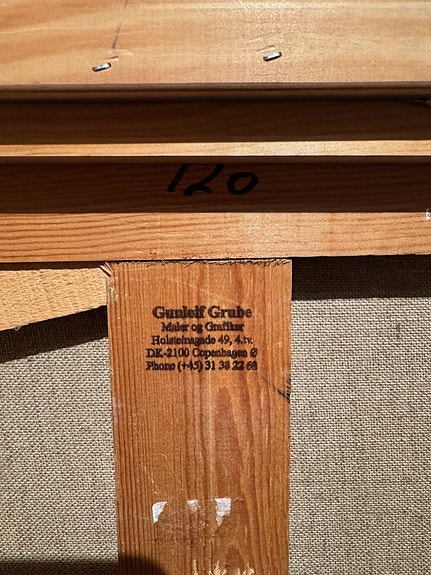 120
Gunleif Grube
Maler og Grafiker
Holsteinsgade 49, 4.tv.
DK-2100 Copenhagen Ø
Phone (+45) 31 38 22 68